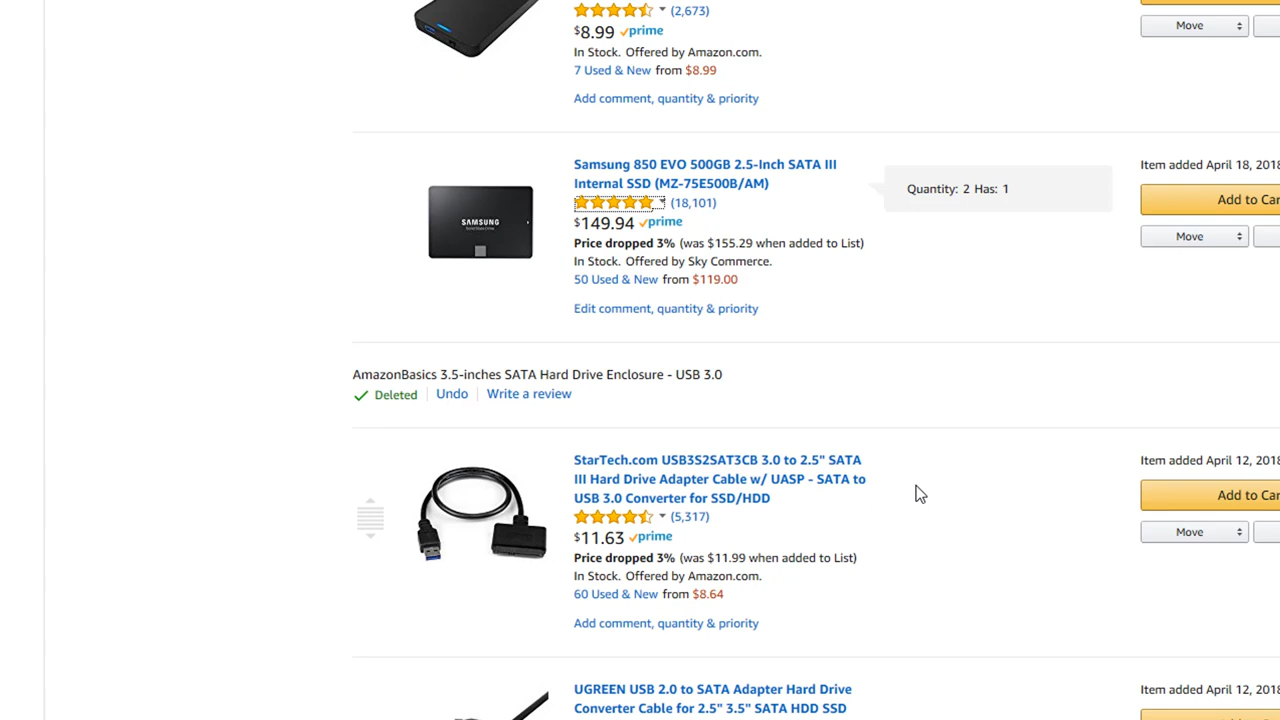 (2,673)
$8.99 prime
Move
In Stock. Offered by Amazon.com.
7 Used & New from $8.99
Add comment, quantity & priority
Samsung 850 EVO 500GB 2.5-Inch SATA III
Internal SSD (MZ-75E500B/AM)
(18,101)
$149.94 prime
Price dropped 3% (was $155.29 when added to List)
In Stock. Offered by Sky Commerce.
50 Used & New from $119.00
Edit comment, quantity & priority
Quantity: 2 Has: 1
Item added April 18, 2018
Add to Car
Move
SAMSUNG
AmazonBasics 3.5-inches SATA Hard Drive Enclosure - USB 3.0
Deleted Undo Write a review
StarTech.com USB3S2SAT3CB 3.0 to 2.5" SATA
III Hard Drive Adapter Cable w/ UASP - SATA to
USB 3.0 Converter for SSD/HDD
(5,317)
$11.63 prime
Price dropped 3% (was $11.99 when added to List)
In Stock. Offered by Amazon.com.
60 Used & New from $8.64
Add comment, quantity & priority
Item added April 12, 2018
Add to Car
Move
UGREEN USB 2.0 to SATA Adapter Hard Drive
Converter Cable for 2.5" 3.5" SATA HDD SSD
Item added April 12, 2018